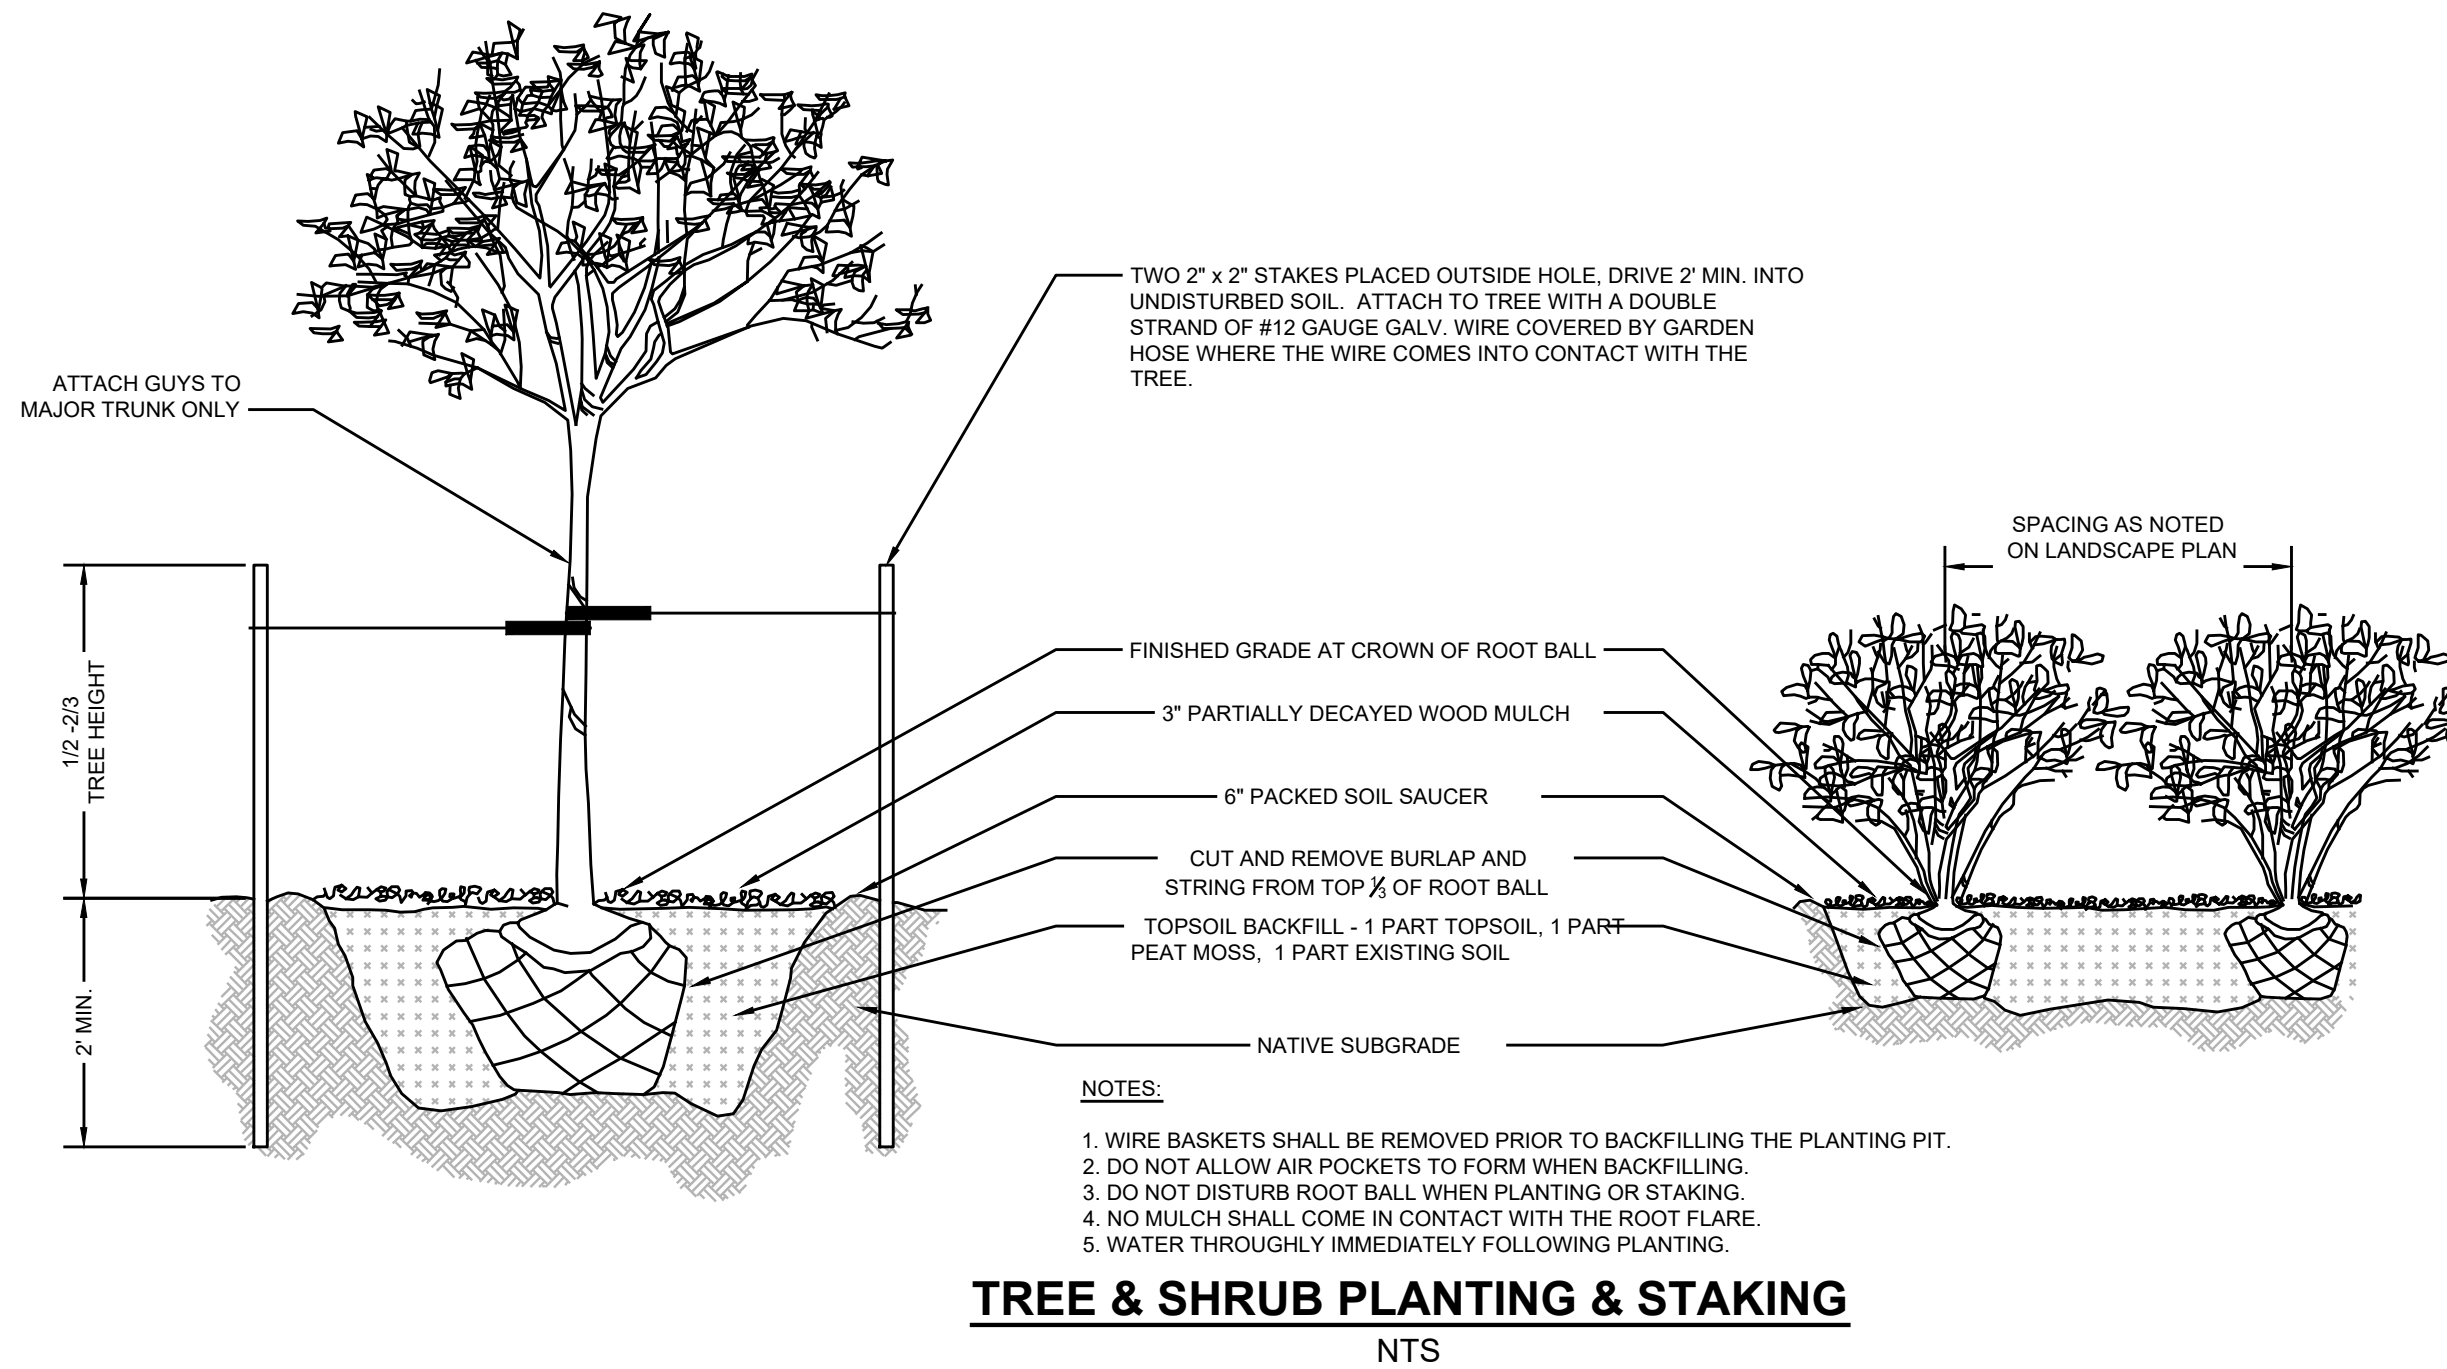 TWO 2" x 2" STAKES PLACED OUTSIDE HOLE, DRIVE 2' MIN. INTO
UNDISTURBED SOIL.  ATTACH TO TREE WITH A DOUBLE
STRAND OF #12 GAUGE GALV. WIRE COVERED BY GARDEN
HOSE WHERE THE WIRE COMES INTO CONTACT WITH THE
TREE.
ATTACH GUYS TO
MAJOR TRUNK ONLY
SPACING AS NOTED
ON LANDSCAPE PLAN
1/2 -2/3
TREE HEIGHT
2' MIN.
FINISHED GRADE AT CROWN OF ROOT BALL
3" PARTIALLY DECAYED WOOD MULCH
6" PACKED SOIL SAUCER
CUT AND REMOVE BURLAP AND
STRING FROM TOP 1/3 OF ROOT BALL
TOPSOIL BACKFILL - 1 PART TOPSOIL, 1 PART
PEAT MOSS,  1 PART EXISTING SOIL
NATIVE SUBGRADE
NOTES:
1. WIRE BASKETS SHALL BE REMOVED PRIOR TO BACKFILLING THE PLANTING PIT.
2. DO NOT ALLOW AIR POCKETS TO FORM WHEN BACKFILLING.
3. DO NOT DISTURB ROOT BALL WHEN PLANTING OR STAKING.
4. NO MULCH SHALL COME IN CONTACT WITH THE ROOT FLARE.
5. WATER THROUGHLY IMMEDIATELY FOLLOWING PLANTING.
TREE & SHRUB PLANTING & STAKING
NTS